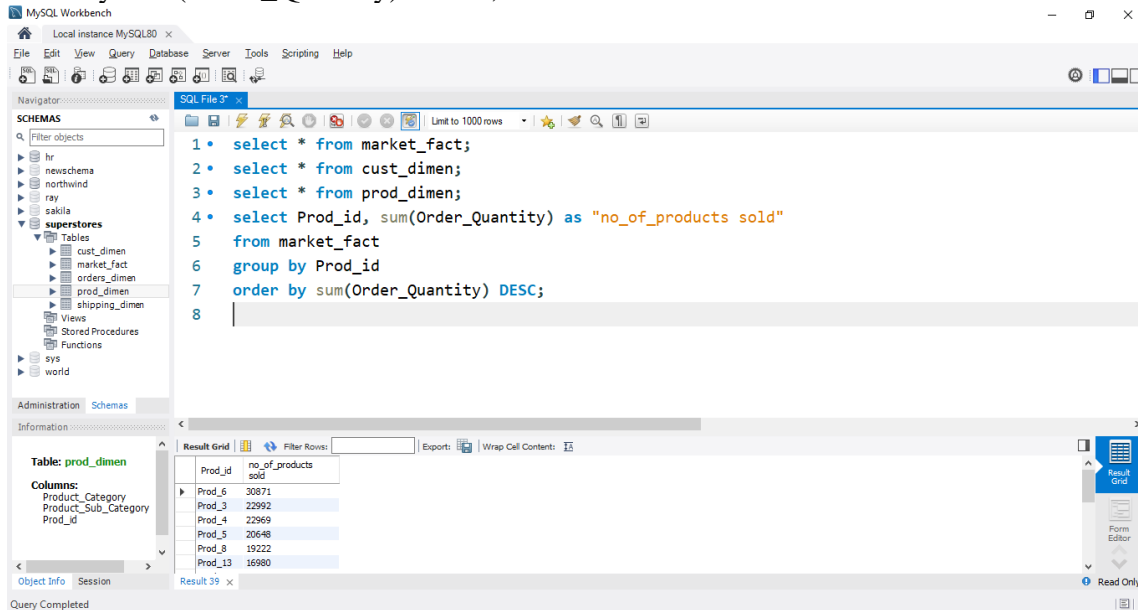 MySQL Workbench
Local instance MySQL80
File Edit View Query Database Server Tools Scripting Help
Navigator
SQL File 3*
SCHEMAS
Filter objects
hr
newschema
northwind
ray
sakila
superstores
Tables
cust_dimen
market_fact
orders_dimen
prod_dimen
shipping_dimen
Views
Stored Procedures
Functions
sys
world
Administration Schemas
Limit to 1000 rows
1 select * from market_fact;
2 select * from cust_dimen;
3 select * from prod_dimen;
4 select Prod_id, sum(Order_Quantity) as "no_of_products sold"
5 from market_fact
6 group by Prod_id
7 order by sum(Order_Quantity) DESC;
8
Information
Table: prod_dimen
Columns:
Product_Category
Product_Sub_Category
Prod_id
Object Info Session
Result Grid Filter Rows: Export: Wrap Cell Content:
Prod_id no_of_products
sold
Prod_6 30871
Prod_3 22992
Prod_4 22969
Prod_5 20648
Prod_8 19222
Prod_13 16980
Result
Grid
Form
Editor
Result 39
Read Only
Query Completed